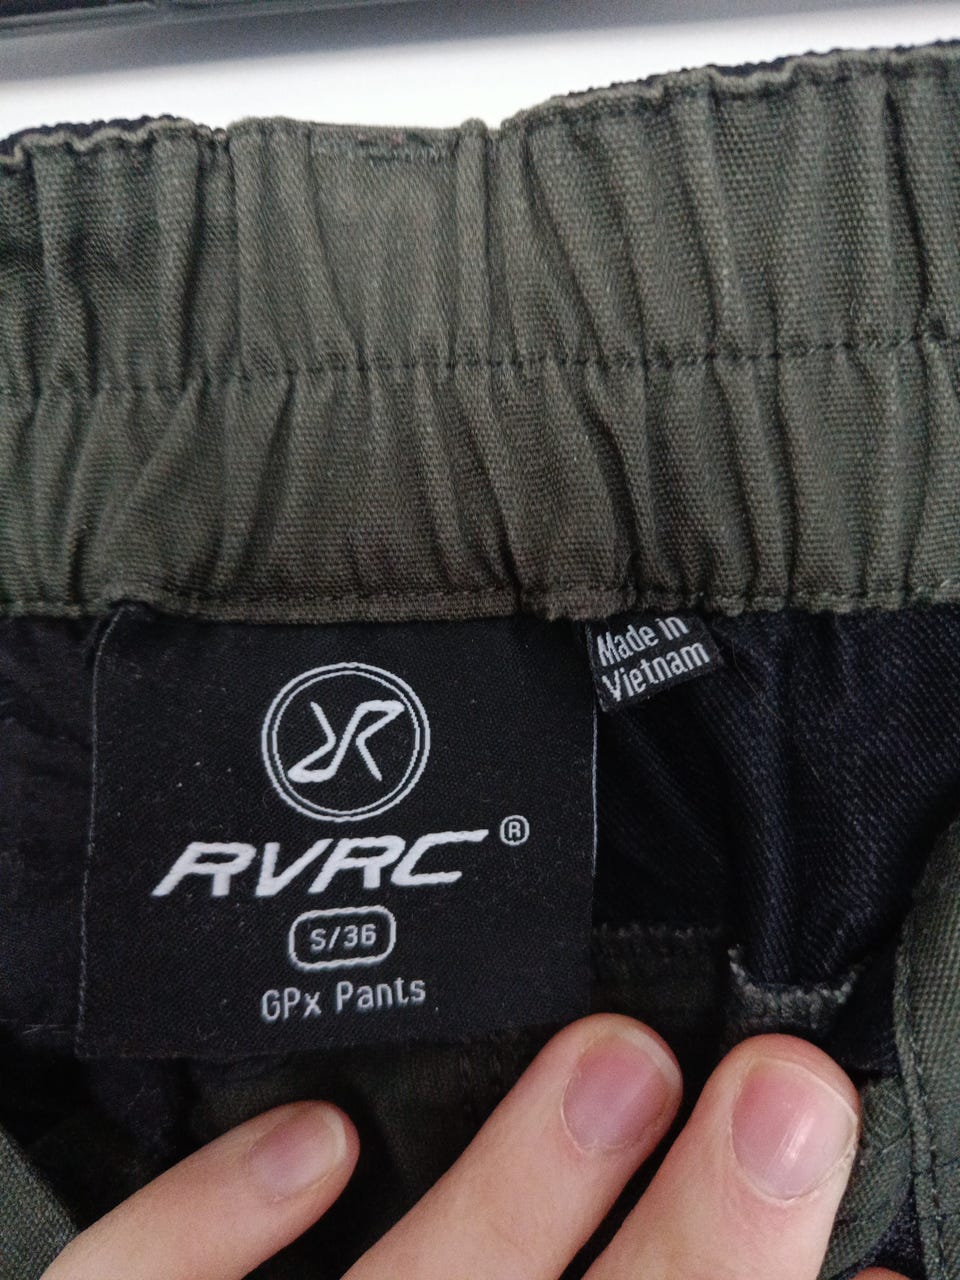 Made in
Vietnam
RVRC®
S/36
GPx Pants